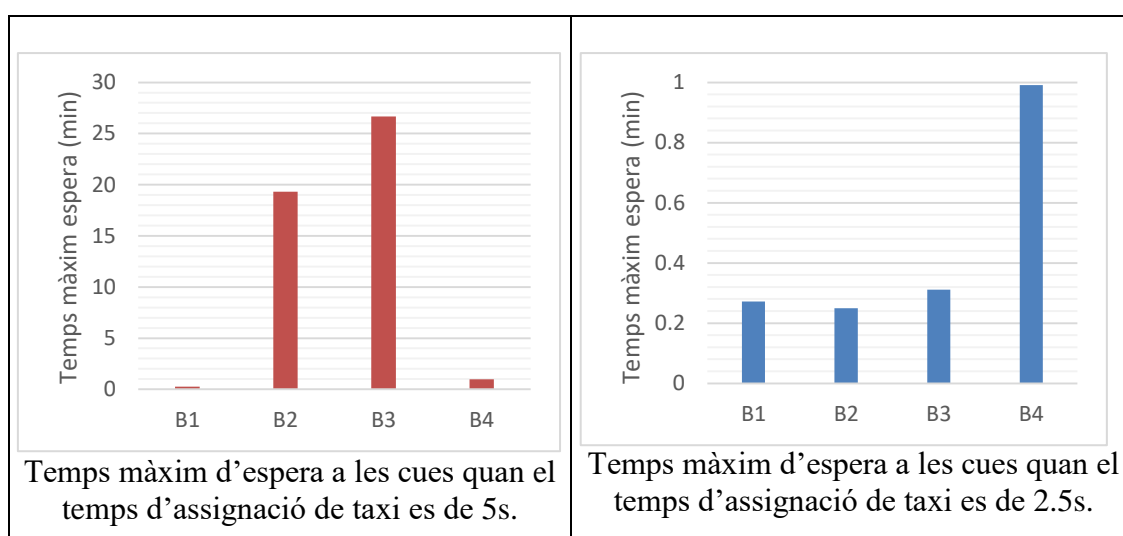 Temps màxim espera (min)
30
25
20
15
10
5
0
B1 B2 B3 B4
Temps màxim d’espera a les cues quan el
temps d’assignació de taxi es de 5s.
Temps màxim espera (min)
1
0.8
0.6
0.4
0.2
0
B1 B2 B3 B4
Temps màxim d’espera a les cues quan el
temps d’assignació de taxi es de 2.5s.